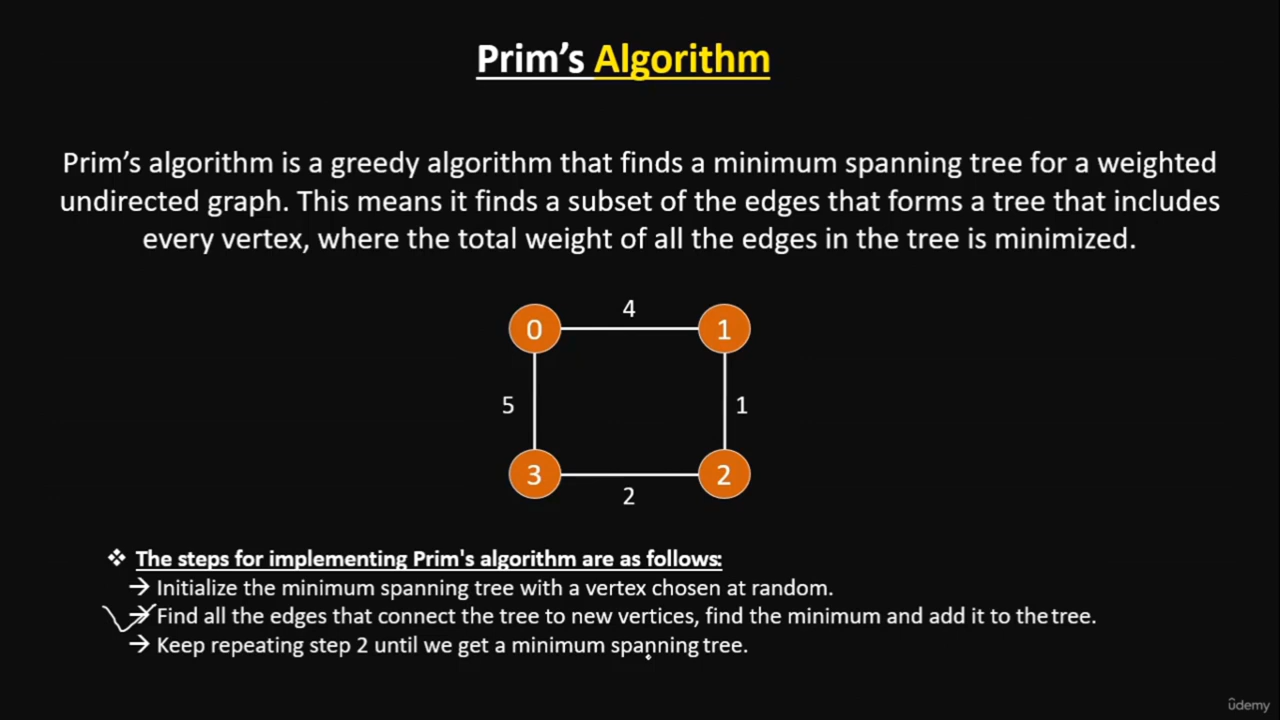 Prim's Algorithm
Prim's algorithm is a greedy algorithm that finds a minimum spanning tree for a weighted
undirected graph. This means it finds a subset of the edges that forms a tree that includes
every vertex, where the total weight of all the edges in the tree is minimized.
4
0 1
5 1
3 2
2
❖ The steps for implementing Prim's algorithm are as follows:
→ Initialize the minimum spanning tree with a vertex chosen at random.
→ Find all the edges that connect the tree to new vertices, find the minimum and add it to the tree.
→ Keep repeating step 2 until we get a minimum spanning tree.
ûdemy